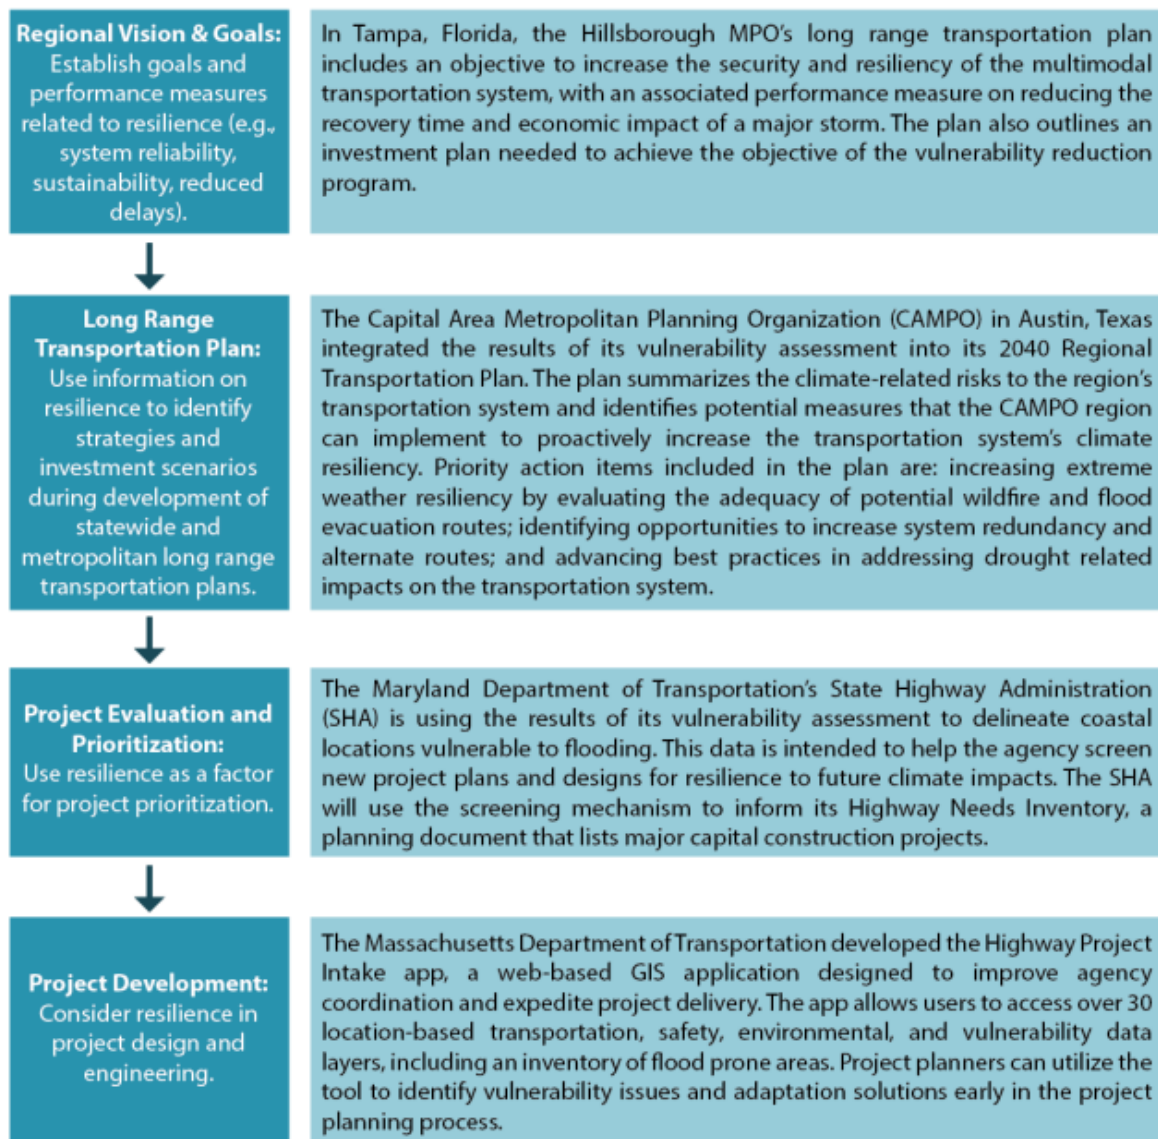 Regional Vision & Goals:
Establish goals and
performance measures
related to resilience (e.g.,
system reliability,
sustainability, reduced
delays).
In Tampa, Florida, the Hillsborough MPO's long range transportation plan
includes an objective to increase the security and resiliency of the multimodal
transportation system, with an associated performance measure on reducing the
recovery time and economic impact of a major storm. The plan also outlines an
investment plan needed to achieve the objective of the vulnerability reduction
program.
Long Range
Transportation Plan:
Use information on
resilience to identify
strategies and
investment scenarios
during development of
statewide and
metropolitan long range
transportation plans.
The Capital Area Metropolitan Planning Organization (CAMPO) in Austin, Texas
integrated the results of its vulnerability assessment into its 2040 Regional
Transportation Plan. The plan summarizes the climate-related risks to the region's
transportation system and identifies potential measures that the CAMPO region
can implement to proactively increase the transportation system's climate
resiliency. Priority action items included in the plan are: increasing extreme
weather resiliency by evaluating the adequacy of potential wildfire and flood
evacuation routes; identifying opportunities to increase system redundancy and
alternate routes; and advancing best practices in addressing drought related
impacts on the transportation system.
Project Evaluation and
Prioritization:
Use resilience as a factor
for project prioritization.
The Maryland Department of Transportation's State Highway Administration
(SHA) is using the results of its vulnerability assessment to delineate coastal
locations vulnerable to flooding. This data is intended to help the agency screen
new project plans and designs for resilience to future climate impacts. The SHA
will use the screening mechanism to inform its Highway Needs Inventory, a
planning document that lists major capital construction projects.
Project Development:
Consider resilience in
project design and
engineering.
The Massachusetts Department of Transportation developed the Highway Project
Intake app, a web-based GIS application designed to improve agency
coordination and expedite project delivery. The app allows users to access over 30
location-based transportation, safety, environmental, and vulnerability data
layers, including an inventory of flood prone areas. Project planners can utilize the
tool to identify vulnerability issues and adaptation solutions early in the project
planning process.